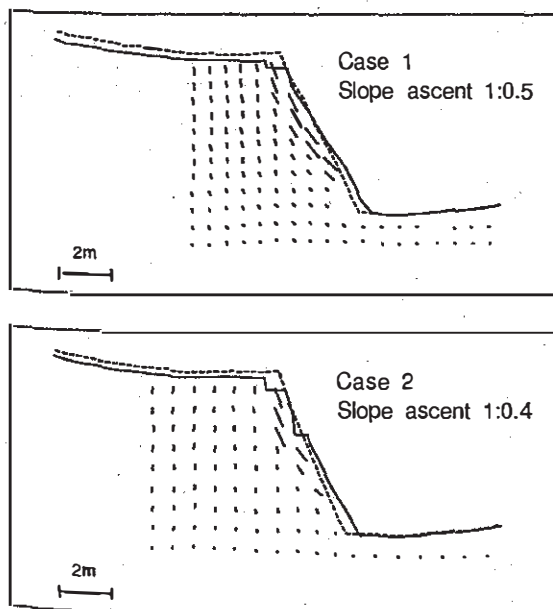 Case 1
Slope ascent 1:0.5
2m
Case 2
Slope ascent 1:0.4
2m